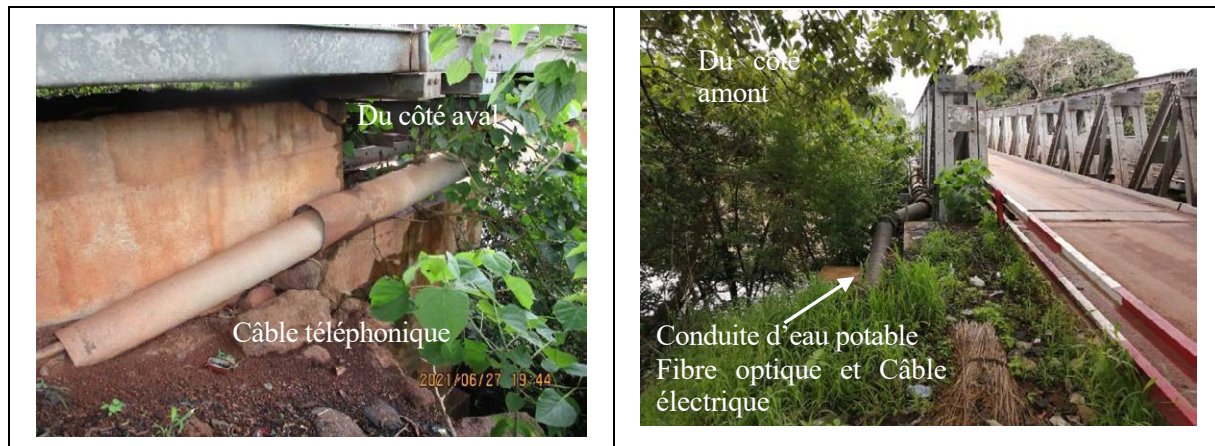 Du côté aval
Câble téléphonique
2021/06/27 19:44
Du côté
amont
Conduite d'eau potable
Fibre optique et Câble
électrique